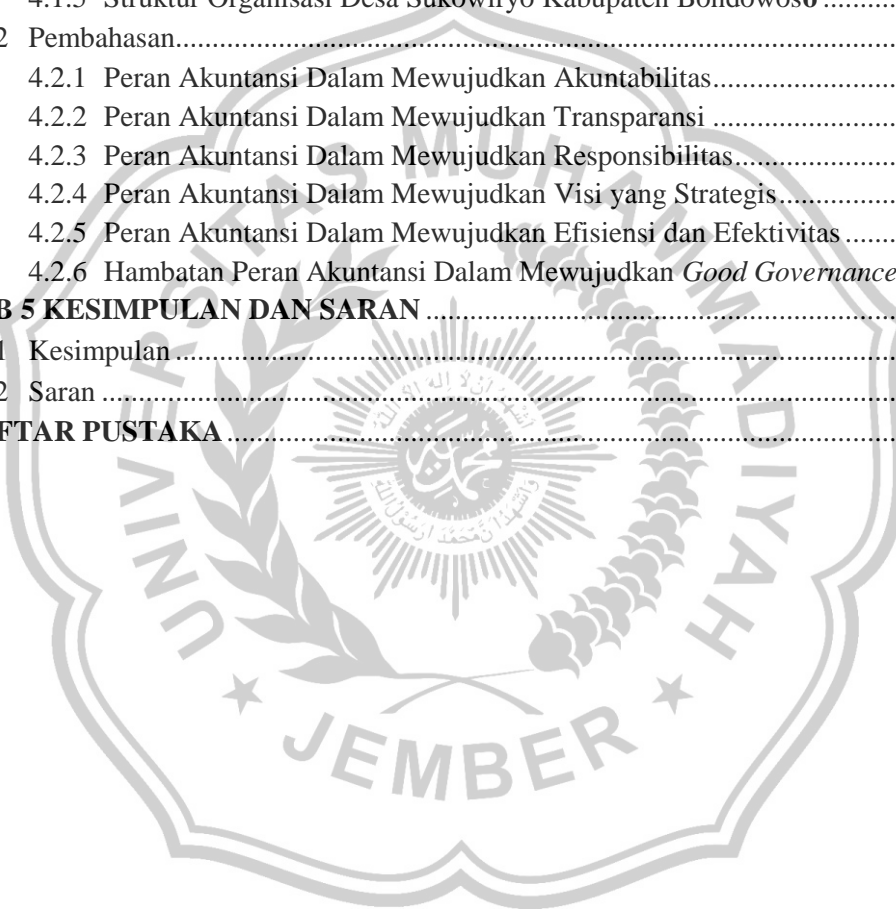 4.1.5 Struktur Organisasi Desa Sukowiryo Kabupaten Bondowoso
2 Pembahasan
4.2.1 Peran Akuntansi Dalam Mewujudkan Akuntabilitas
4.2.2 Peran Akuntansi Dalam Mewujudkan Transparansi
4.2.3 Peran Akuntansi Dalam Mewujudkan Responsibilitas
4.2.4 Peran Akuntansi Dalam Mewujudkan Visi yang Strategis
4.2.5 Peran Akuntansi Dalam Mewujudkan Efisiensi dan Efektivitas
4.2.6 Hambatan Peran Akuntansi Dalam Mewujudkan Good Governance
B 5 KESIMPULAN DAN SARAN
1 Kesimpulan
2 Saran
FTAR PUSTAKA
UNIVERSITAS MUHAMMADIYAH
JEMBER